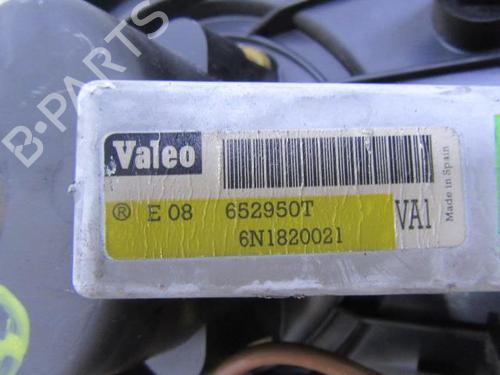 B-PARTS
Valeo
® E 08 652950T
6N1820021
VA1
Made in Spain